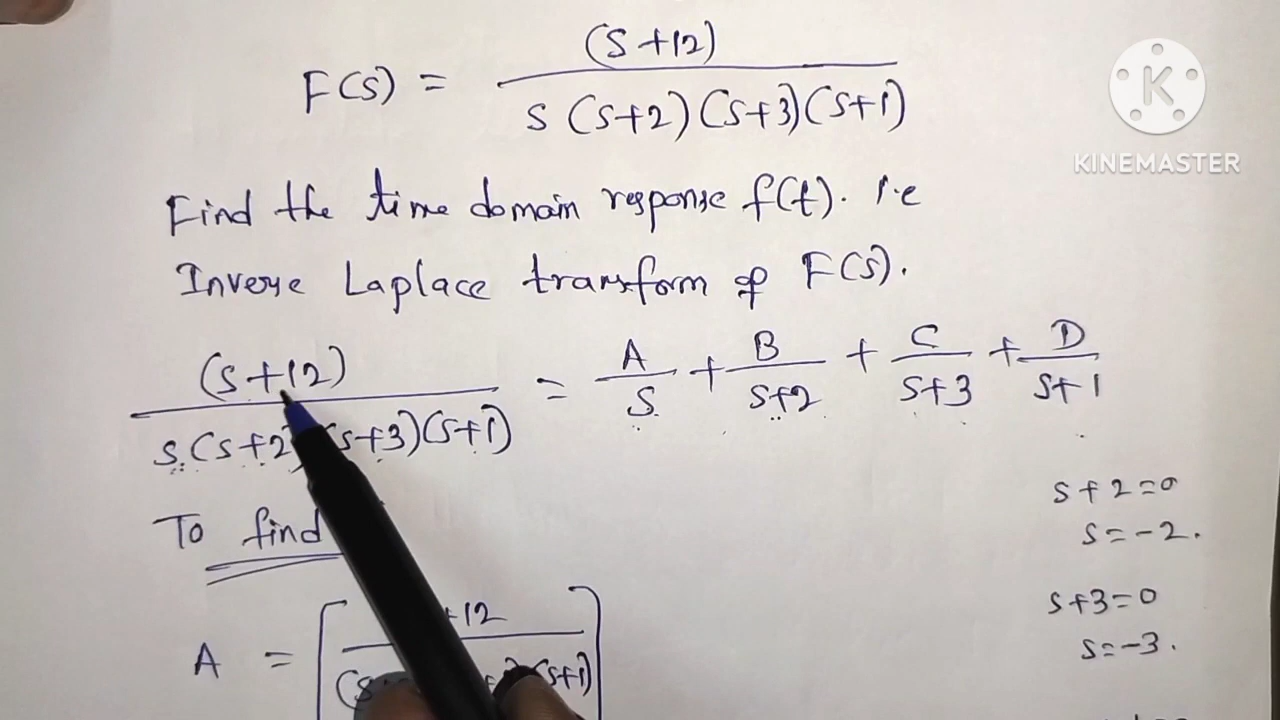 F(s) = (s+12)
s (s+2)(s+3)(s+1)
KINEMASTER
Find the time domain response f(t). i.e
Inverse Laplace transform of F(s).
(s+12) = A + B + C + D
s (s+2) (s+3)(s+1) s s+2 s+3 s+1
s+2=0
s=-2.
To find
s+3=0
s=-3.
A = [ +12 ]
(s+1)